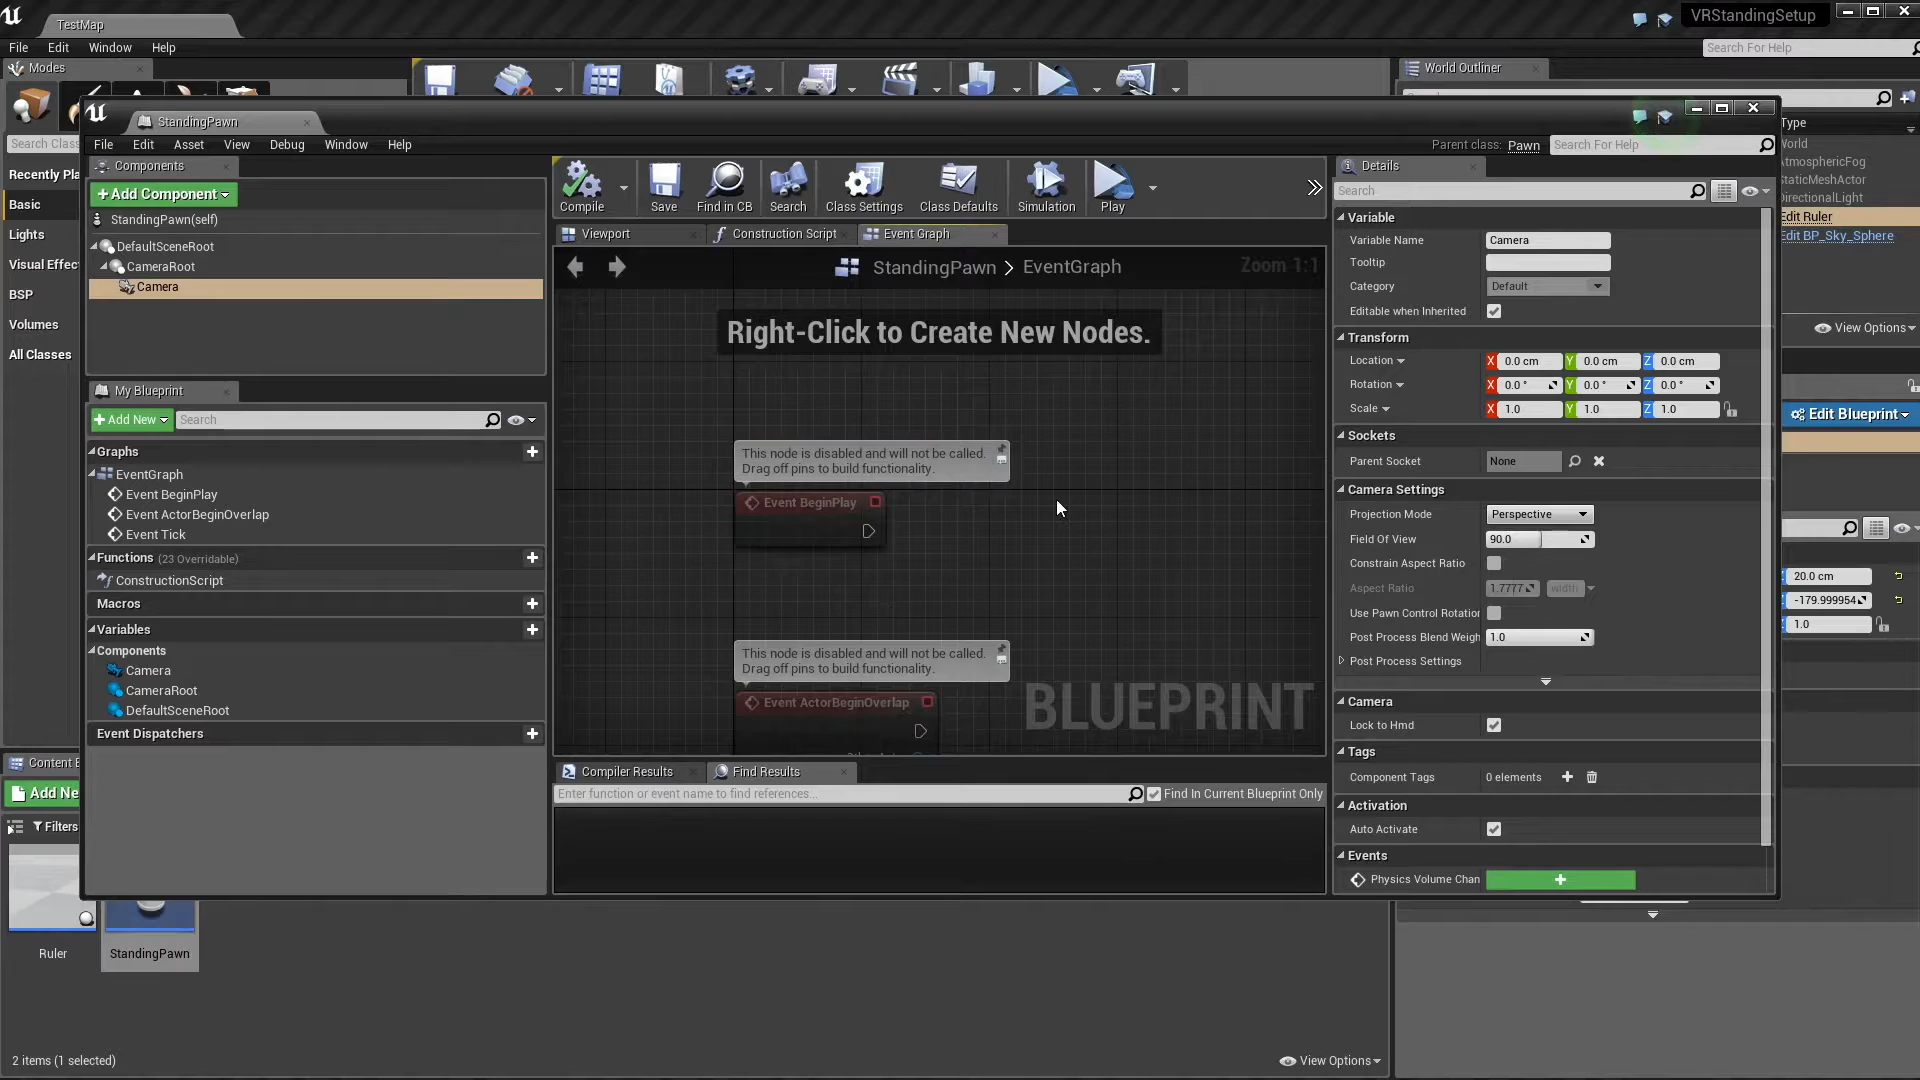 TestMap
VRStandingSetup
File Edit Window Help
Search For Help
Modes
World Outliner
Search Clas
Recently Pla
Basic
Lights
Visual Effec
BSP
Volumes
All Classes
StandingPawn
File Edit Asset View Debug Window Help
Parent class: Pawn
Search For Help
Components
+ Add Component
StandingPawn(self)
DefaultSceneRoot
CameraRoot
Camera
My Blueprint
+ Add New
Search
Graphs
EventGraph
Event BeginPlay
Event ActorBeginOverlap
Event Tick
Functions (23 Overridable)
ConstructionScript
Macros
Variables
Components
Camera
CameraRoot
DefaultSceneRoot
Event Dispatchers
Compile
Save
Find in CB
Search
Class Settings
Class Defaults
Simulation
Play
Viewport
Construction Script
Event Graph
StandingPawn > EventGraph
Zoom 1:1
Right-Click to Create New Nodes.
This node is disabled and will not be called.
Drag off pins to build functionality.
Event BeginPlay
This node is disabled and will not be called.
Drag off pins to build functionality.
Event ActorBeginOverlap
BLUEPRINT
Compiler Results
Find Results
Enter function or event name to find references...
Find In Current Blueprint Only
Details
Search
Variable
Variable Name Camera
Tooltip
Category Default
Editable when Inherited
Transform
Location X 0.0 cm Y 0.0 cm Z 0.0 cm
Rotation X 0.0 ° Y 0.0 ° Z 0.0 °
Scale X 1.0 Y 1.0 Z 1.0
Sockets
Parent Socket None
Camera Settings
Projection Mode Perspective
Field Of View 90.0
Constrain Aspect Ratio
Aspect Ratio 1.7777 width
Use Pawn Control Rotation
Post Process Blend Weigh 1.0
Post Process Settings
Camera
Lock to Hmd
Tags
Component Tags 0 elements
Activation
Auto Activate
Events
Physics Volume Chan
Type
World
AtmosphericFog
StaticMeshActor
DirectionalLight
Edit Ruler
Edit BP_Sky_Sphere
View Options
Edit Blueprint
20.0 cm
-179.999954
1.0
Content B
Add Ne
Filters
Ruler
StandingPawn
2 items (1 selected)
View Options